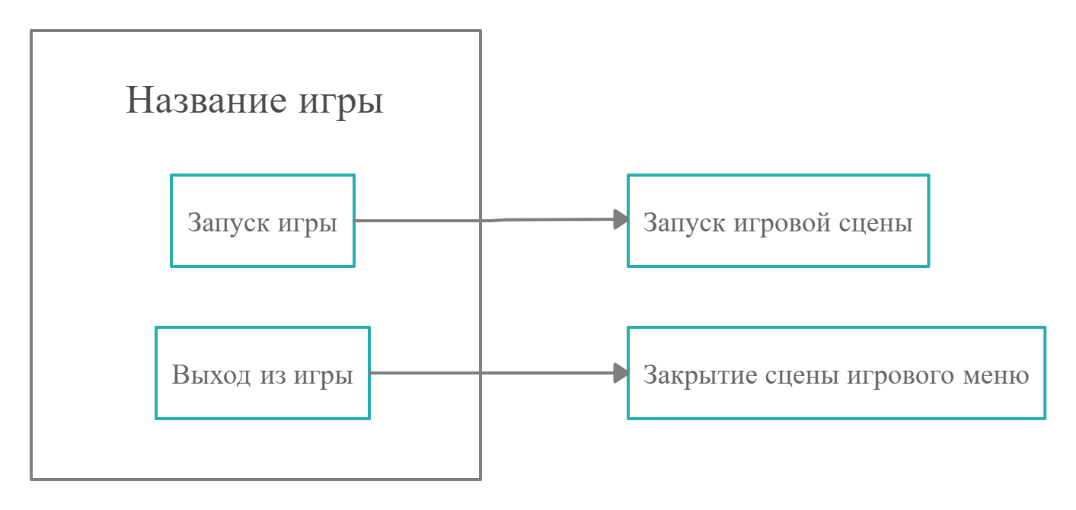 Название игры
Запуск игры
Запуск игровой сцены
Выход из игры
Закрытие сцены игрового меню